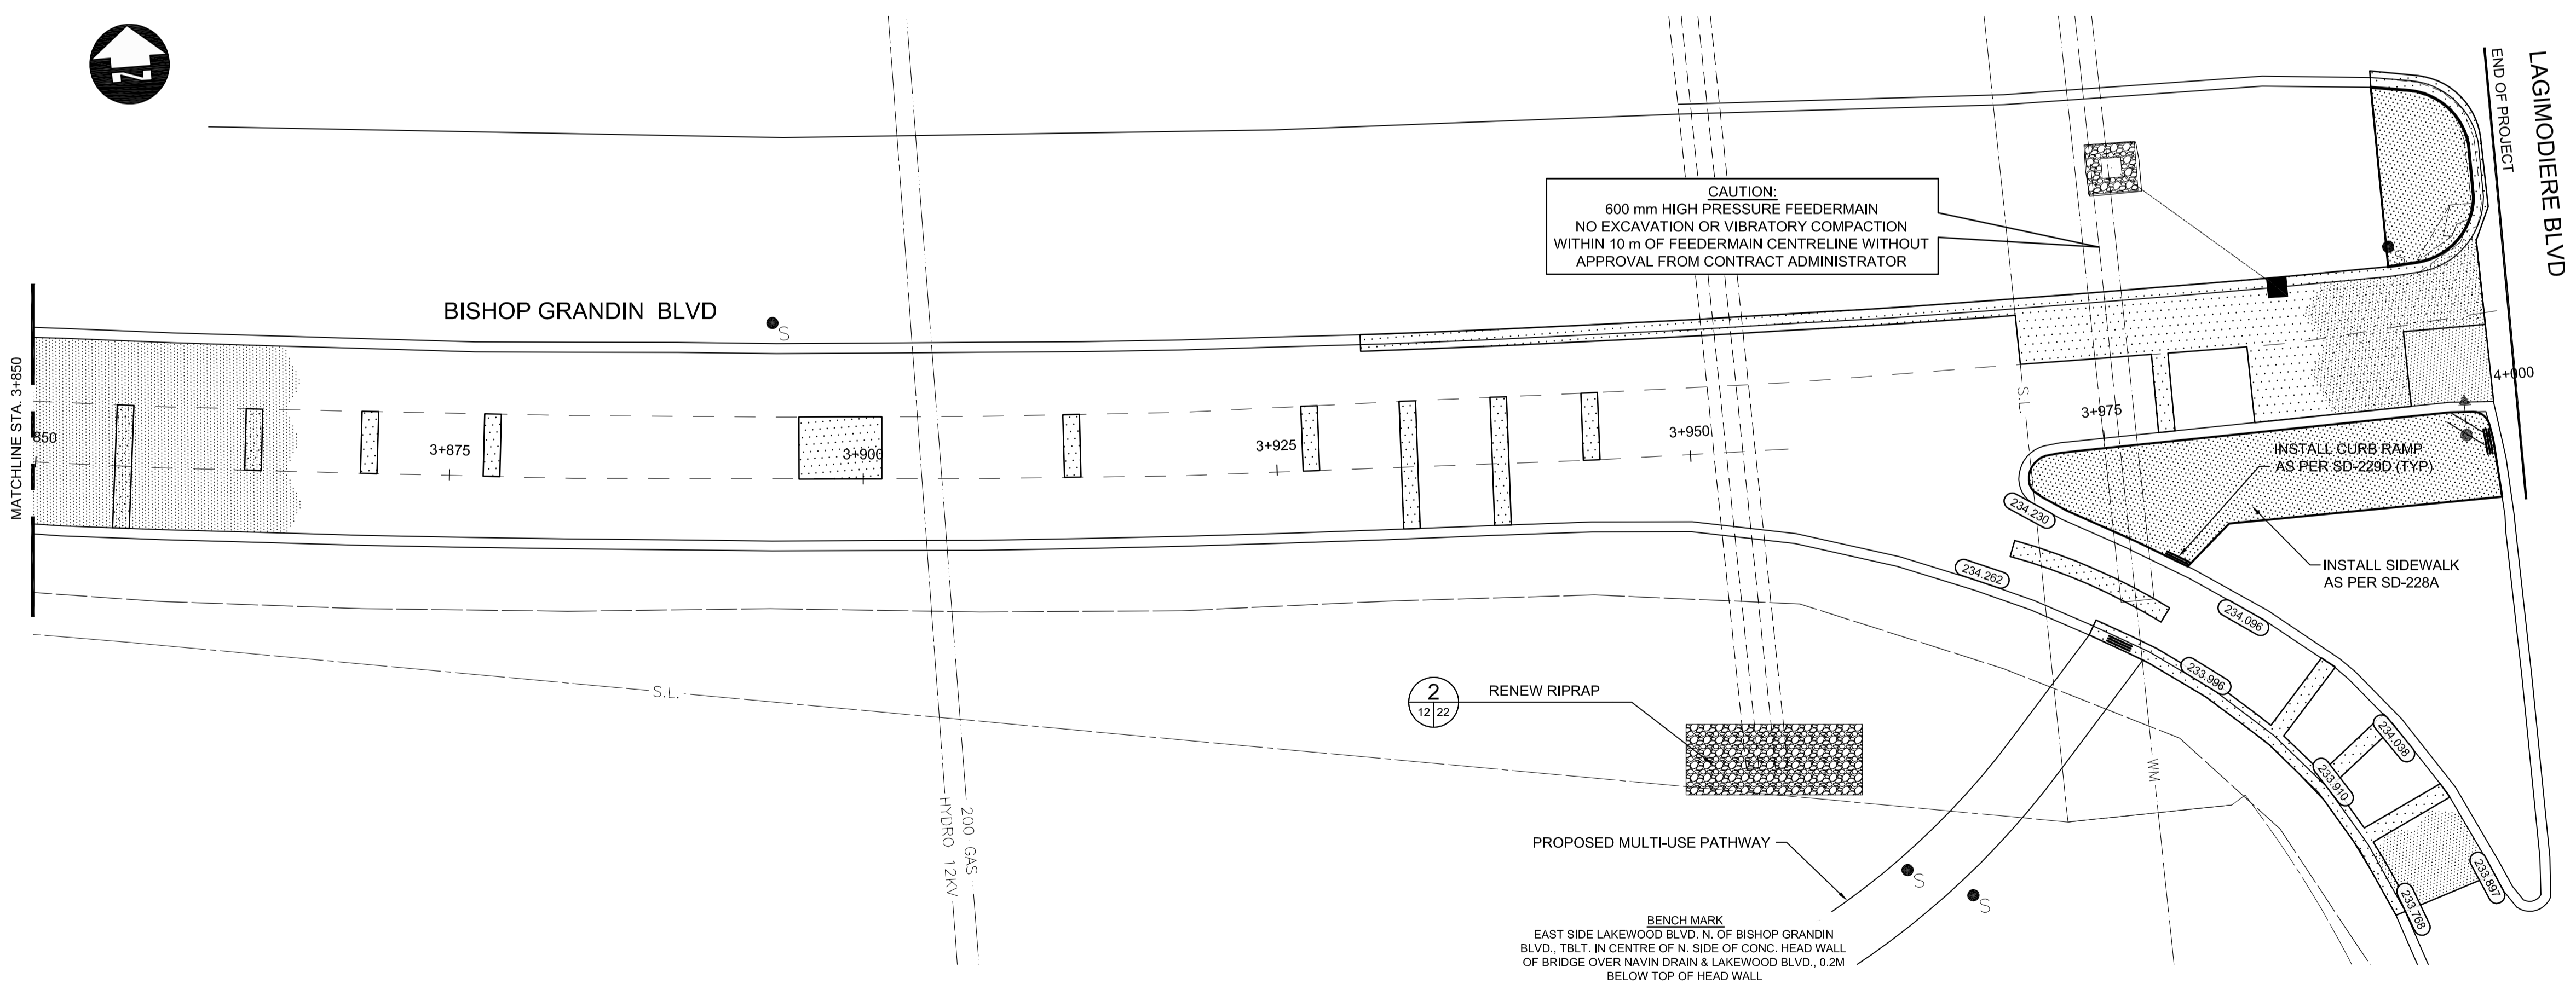 N
LAGIMODIERE BLVD
END OF PROJECT
CAUTION:
600 mm HIGH PRESSURE FEEDERMAIN
NO EXCAVATION OR VIBRATORY COMPACTION
WITHIN 10 m OF FEEDERMAIN CENTRELINE WITHOUT
APPROVAL FROM CONTRACT ADMINISTRATOR
BISHOP GRANDIN BLVD
S
MATCHLINE STA. 3+850
850
3+875
3+900
3+925
3+950
3+975
4+000
S.L.
INSTALL CURB RAMP
AS PER SD-229D (TYP)
234.230
INSTALL SIDEWALK
AS PER SD-228A
234.262
234.096
233.996
S.L.
2
12 22
RENEW RIPRAP
234.038
233.910
WM
200 GAS
HYDRO 12KV
PROPOSED MULTI-USE PATHWAY
S
S
233.897
233.768
BENCH MARK
EAST SIDE LAKEWOOD BLVD. N. OF BISHOP GRANDIN
BLVD., TBLT. IN CENTRE OF N. SIDE OF CONC. HEAD WALL
OF BRIDGE OVER NAVIN DRAIN & LAKEWOOD BLVD., 0.2M
BELOW TOP OF HEAD WALL